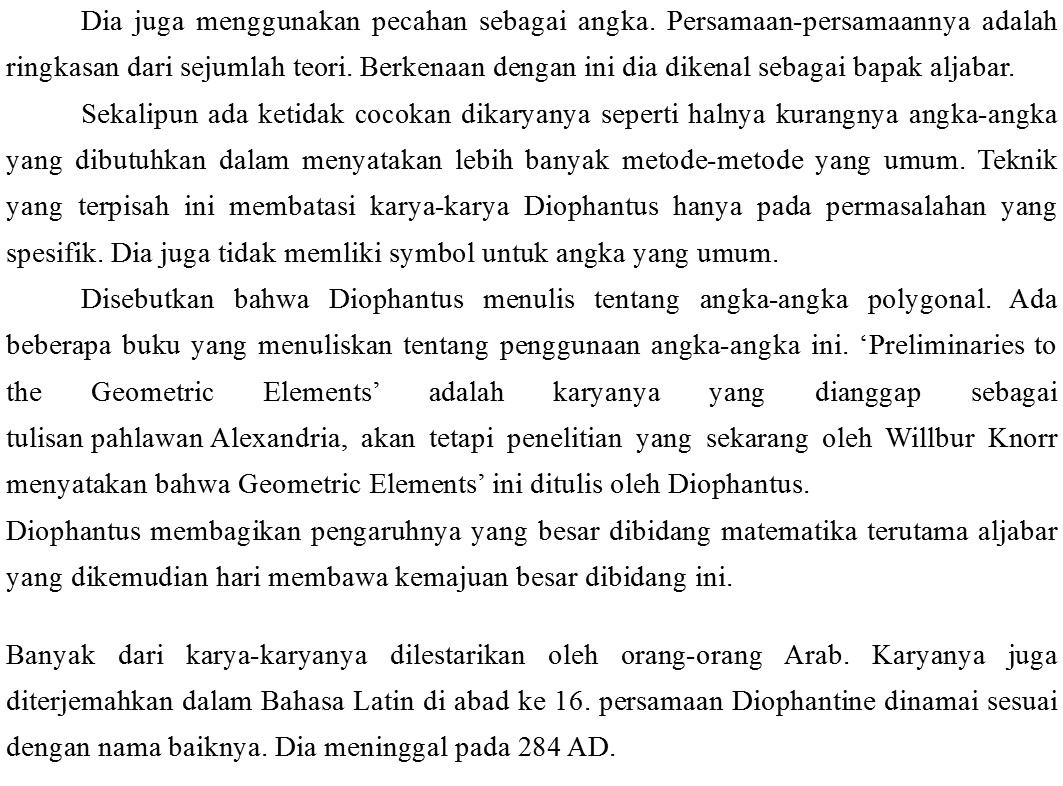 Dia juga menggunakan pecahan sebagai angka. Persamaan-persamaannya adalah
ringkasan dari sejumlah teori. Berkenaan dengan ini dia dikenal sebagai bapak aljabar.
Sekalipun ada ketidak cocokan dikaryanya seperti halnya kurangnya angka-angka
yang dibutuhkan dalam menyatakan lebih banyak metode-metode yang umum. Teknik
yang terpisah ini membatasi karya-karya Diophantus hanya pada permasalahan yang
spesifik. Dia juga tidak memliki symbol untuk angka yang umum.
Disebutkan bahwa Diophantus menulis tentang angka-angka polygonal. Ada
beberapa buku yang menuliskan tentang penggunaan angka-angka ini. ‘Preliminaries to
the Geometric Elements’ adalah karyanya yang dianggap sebagai
tulisan pahlawan Alexandria, akan tetapi penelitian yang sekarang oleh Willbur Knorr
menyatakan bahwa Geometric Elements’ ini ditulis oleh Diophantus.
Diophantus membagikan pengaruhnya yang besar dibidang matematika terutama aljabar
yang dikemudian hari membawa kemajuan besar dibidang ini.
Banyak dari karya-karyanya dilestarikan oleh orang-orang Arab. Karyanya juga
diterjemahkan dalam Bahasa Latin di abad ke 16. persamaan Diophantine dinamai sesuai
dengan nama baiknya. Dia meninggal pada 284 AD.